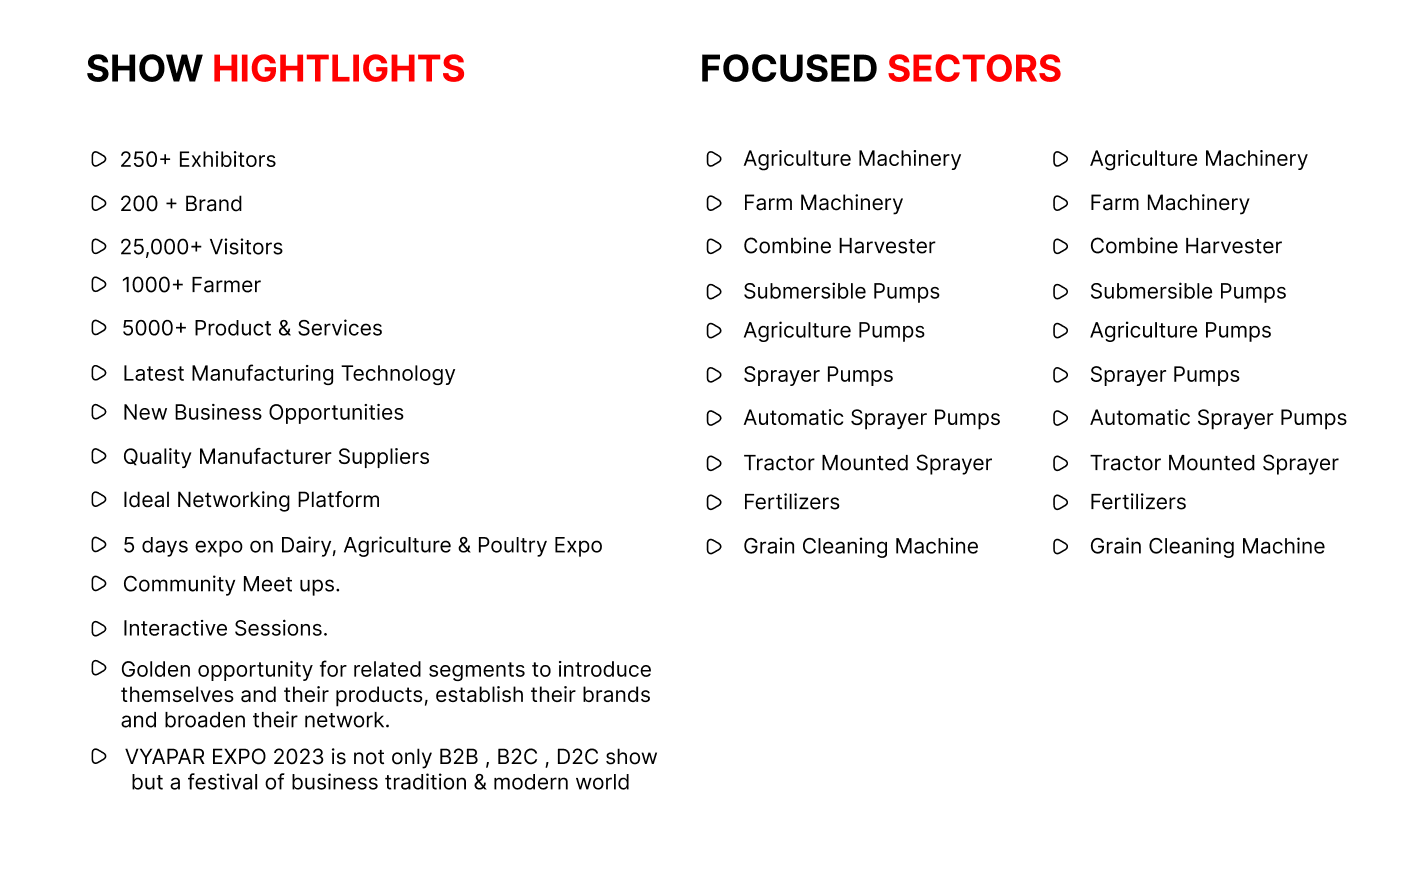 SHOW HIGHTLIGHTS
250+ Exhibitors
200 + Brand
25,000+ Visitors
1000+ Farmer
5000+ Product & Services
Latest Manufacturing Technology
New Business Opportunities
Quality Manufacturer Suppliers
Ideal Networking Platform
5 days expo on Dairy, Agriculture & Poultry Expo
Community Meet ups.
Interactive Sessions.
Golden opportunity for related segments to introduce
themselves and their products, establish their brands
and broaden their network.
VYAPAR EXPO 2023 is not only B2B , B2C , D2C show
but a festival of business tradition & modern world
FOCUSED SECTORS
Agriculture Machinery
Farm Machinery
Combine Harvester
Submersible Pumps
Agriculture Pumps
Sprayer Pumps
Automatic Sprayer Pumps
Tractor Mounted Sprayer
Fertilizers
Grain Cleaning Machine
Agriculture Machinery
Farm Machinery
Combine Harvester
Submersible Pumps
Agriculture Pumps
Sprayer Pumps
Automatic Sprayer Pumps
Tractor Mounted Sprayer
Fertilizers
Grain Cleaning Machine